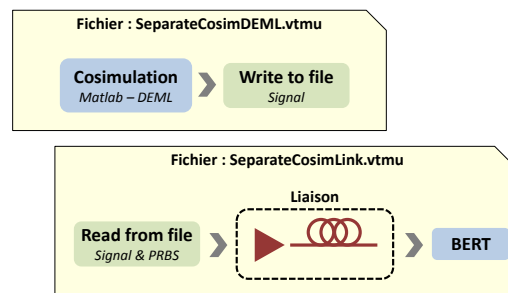 Fichier : SeparateCosimDEML.vtmu
Cosimulation
Matlab – DEML
Write to file
Signal
Fichier : SeparateCosimLink.vtmu
Liaison
Read from file
Signal & PRBS
BERT